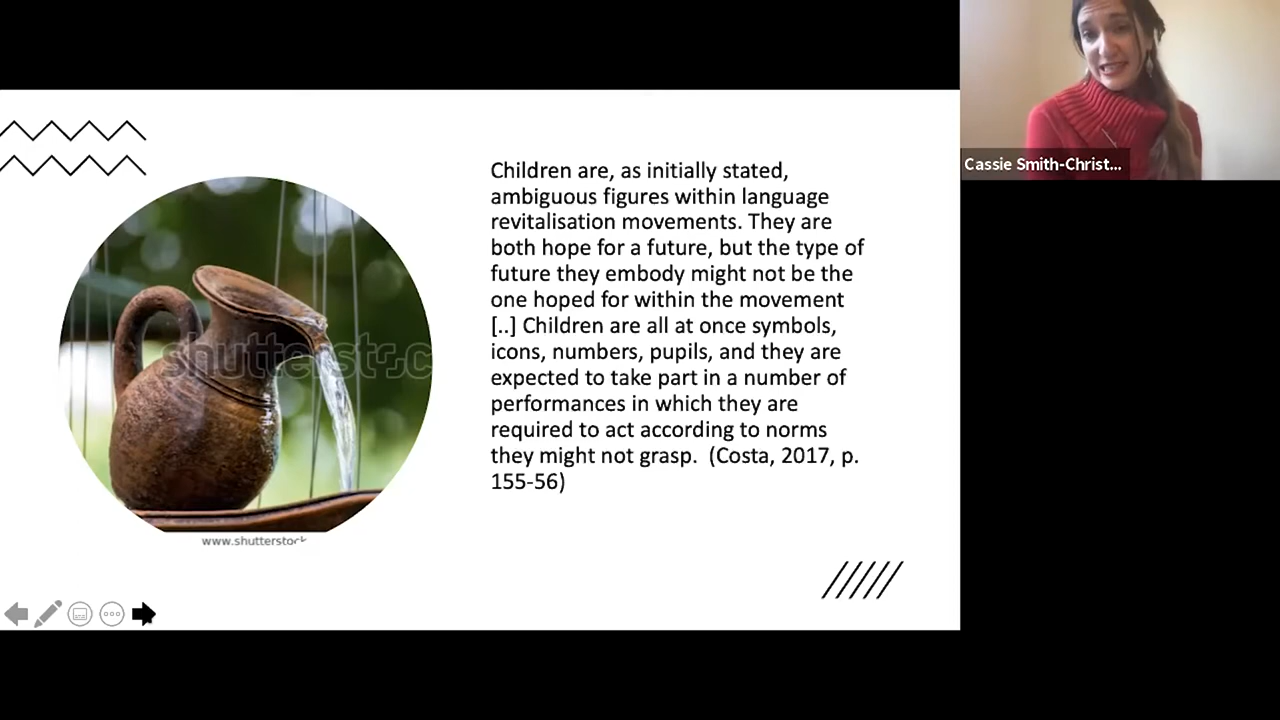 Cassie Smith-Christ...
Children are, as initially stated,
ambiguous figures within language
revitalisation movements. They are
both hope for a future, but the type of
future they embody might not be the
one hoped for within the movement
[..] Children are all at once symbols,
icons, numbers, pupils, and they are
expected to take part in a number of
performances in which they are
required to act according to norms
they might not grasp. (Costa, 2017, p.
155-56)
shutterstoc
www.shutterstock